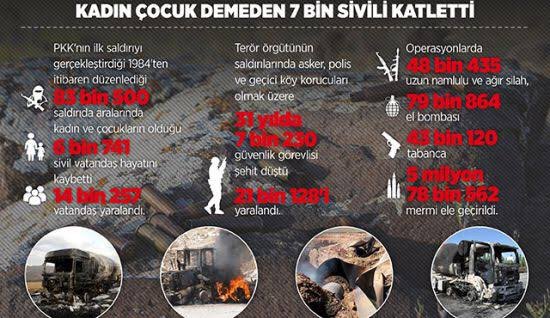 KADIN ÇOCUK DEMEDEN 7 BİN SİVİLİ KATLETTİ
PKK'nın ilk saldırıyı
gerçekleştirdiği 1984'ten
itibaren düzenlediği
83 bin 500
saldırıda aralarında
kadın ve çocukların olduğu
6 bin 741
sivil vatandaş hayatını
kaybetti
14 bin 257
vatandaş yaralandı.
Terör örgütünün
saldırılarında asker, polis
ve geçici köy korucuları
olmak üzere
31 yılda
7 bin 230
güvenlik görevlisi
şehit düştü
21 bin 128'i
yaralandı.
Operasyonlarda
48 bin 435
uzun namlulu ve ağır silah,
79 bin 864
el bombası
43 bin 120
tabanca
5 milyon
78 bin 562
mermi ele geçirildi.